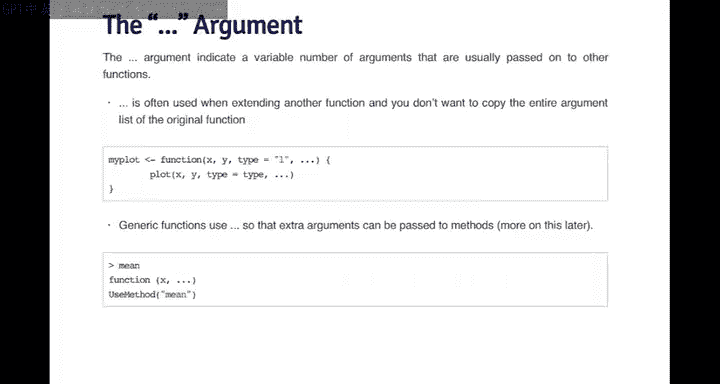 The “...” Argument
The ... argument indicate a variable number of arguments that are usually passed on to other
functions.
· ... is often used when extending another function and you don’t want to copy the entire argument
list of the original function
myplot <- function(x, y, type = "l", ...) {
plot(x, y, type = type, ...)
}
· Generic functions use ... so that extra arguments can be passed to methods (more on this later).
> mean
function (x, ...)
UseMethod("mean")